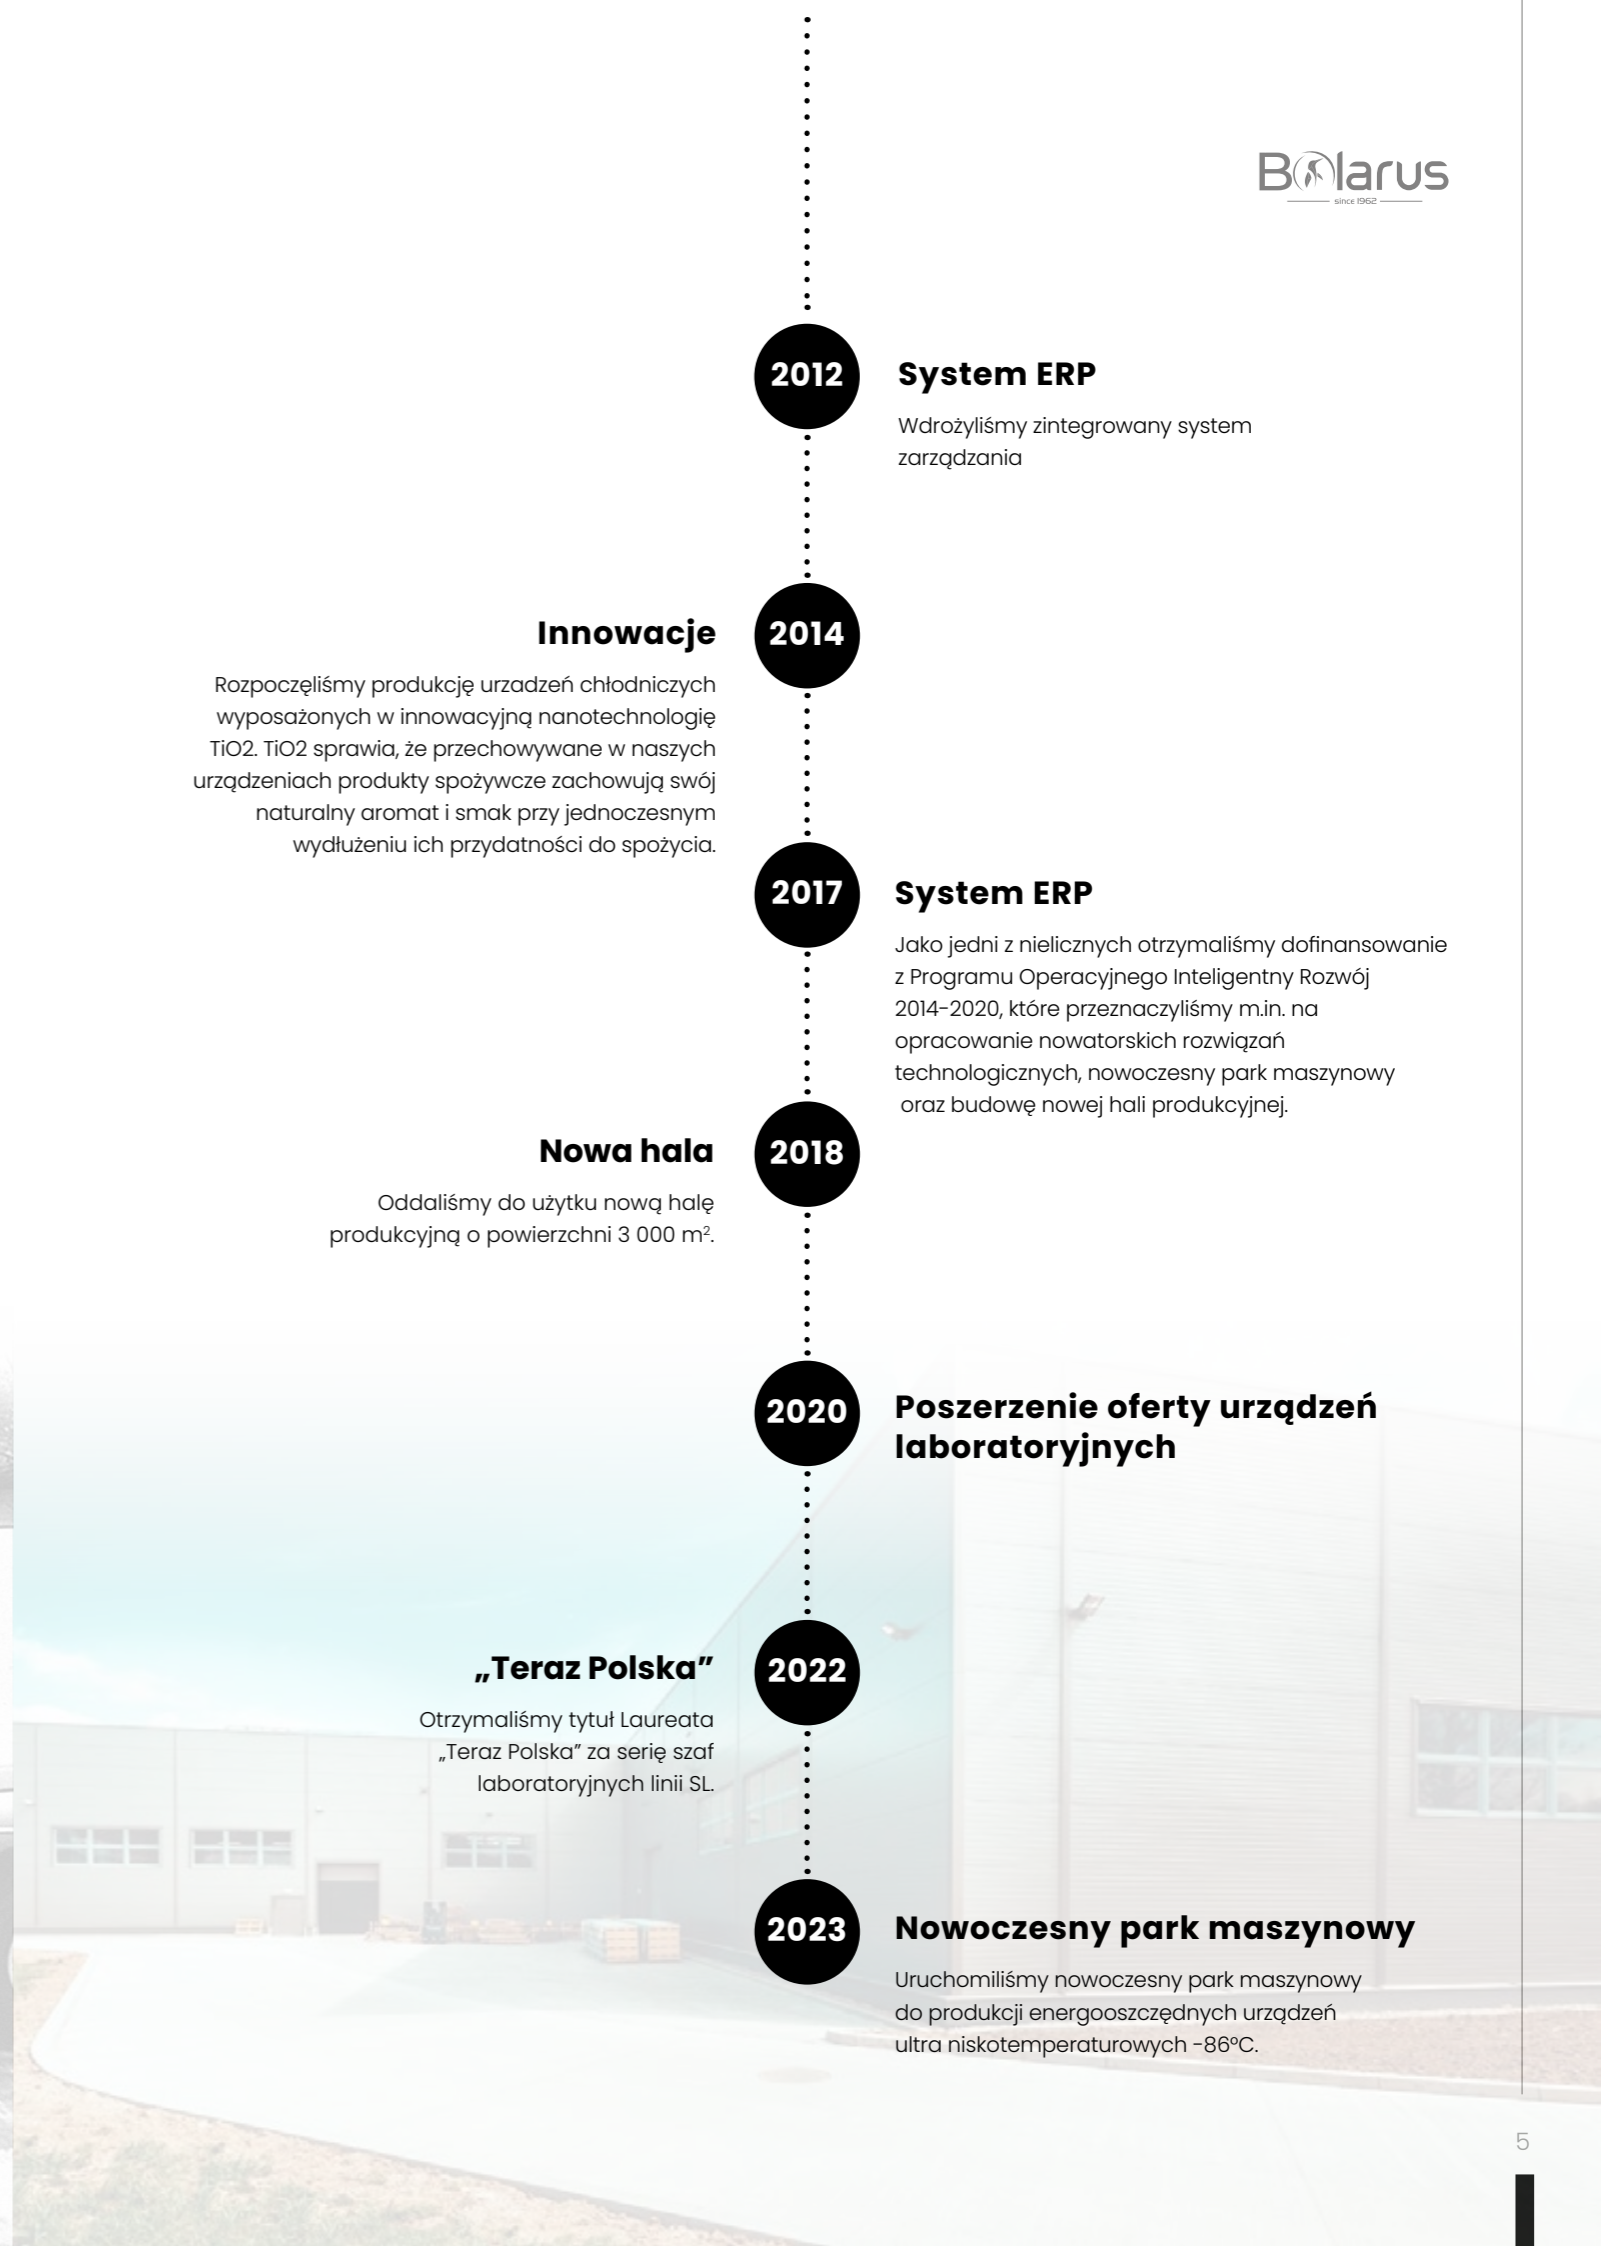 Bolarus
since 1962
2012
System ERP
Wdrożyliśmy zintegrowany system
zarządzania
2014
Innowacje
Rozpoczęliśmy produkcję urzadzeń chłodniczych
wyposażonych w innowacyjną nanotechnologię
TiO2. TiO2 sprawia, że przechowywane w naszych
urządzeniach produkty spożywcze zachowują swój
naturalny aromat i smak przy jednoczesnym
wydłużeniu ich przydatności do spożycia.
2017
System ERP
Jako jedni z nielicznych otrzymaliśmy dofinansowanie
z Programu Operacyjnego Inteligentny Rozwój
2014-2020, które przeznaczyliśmy m.in. na
opracowanie nowatorskich rozwiązań
technologicznych, nowoczesny park maszynowy
oraz budowę nowej hali produkcyjnej.
2018
Nowa hala
Oddaliśmy do użytku nową halę
produkcyjną o powierzchni 3 000 m².
2020
Poszerzenie oferty urządzeń
laboratoryjnych
2022
„Teraz Polska”
Otrzymaliśmy tytuł Laureata
„Teraz Polska” za serię szaf
laboratoryjnych linii SL.
2023
Nowoczesny park maszynowy
Uruchomiliśmy nowoczesny park maszynowy
do produkcji energooszczędnych urządzeń
ultra niskotemperaturowych -86°C.
5